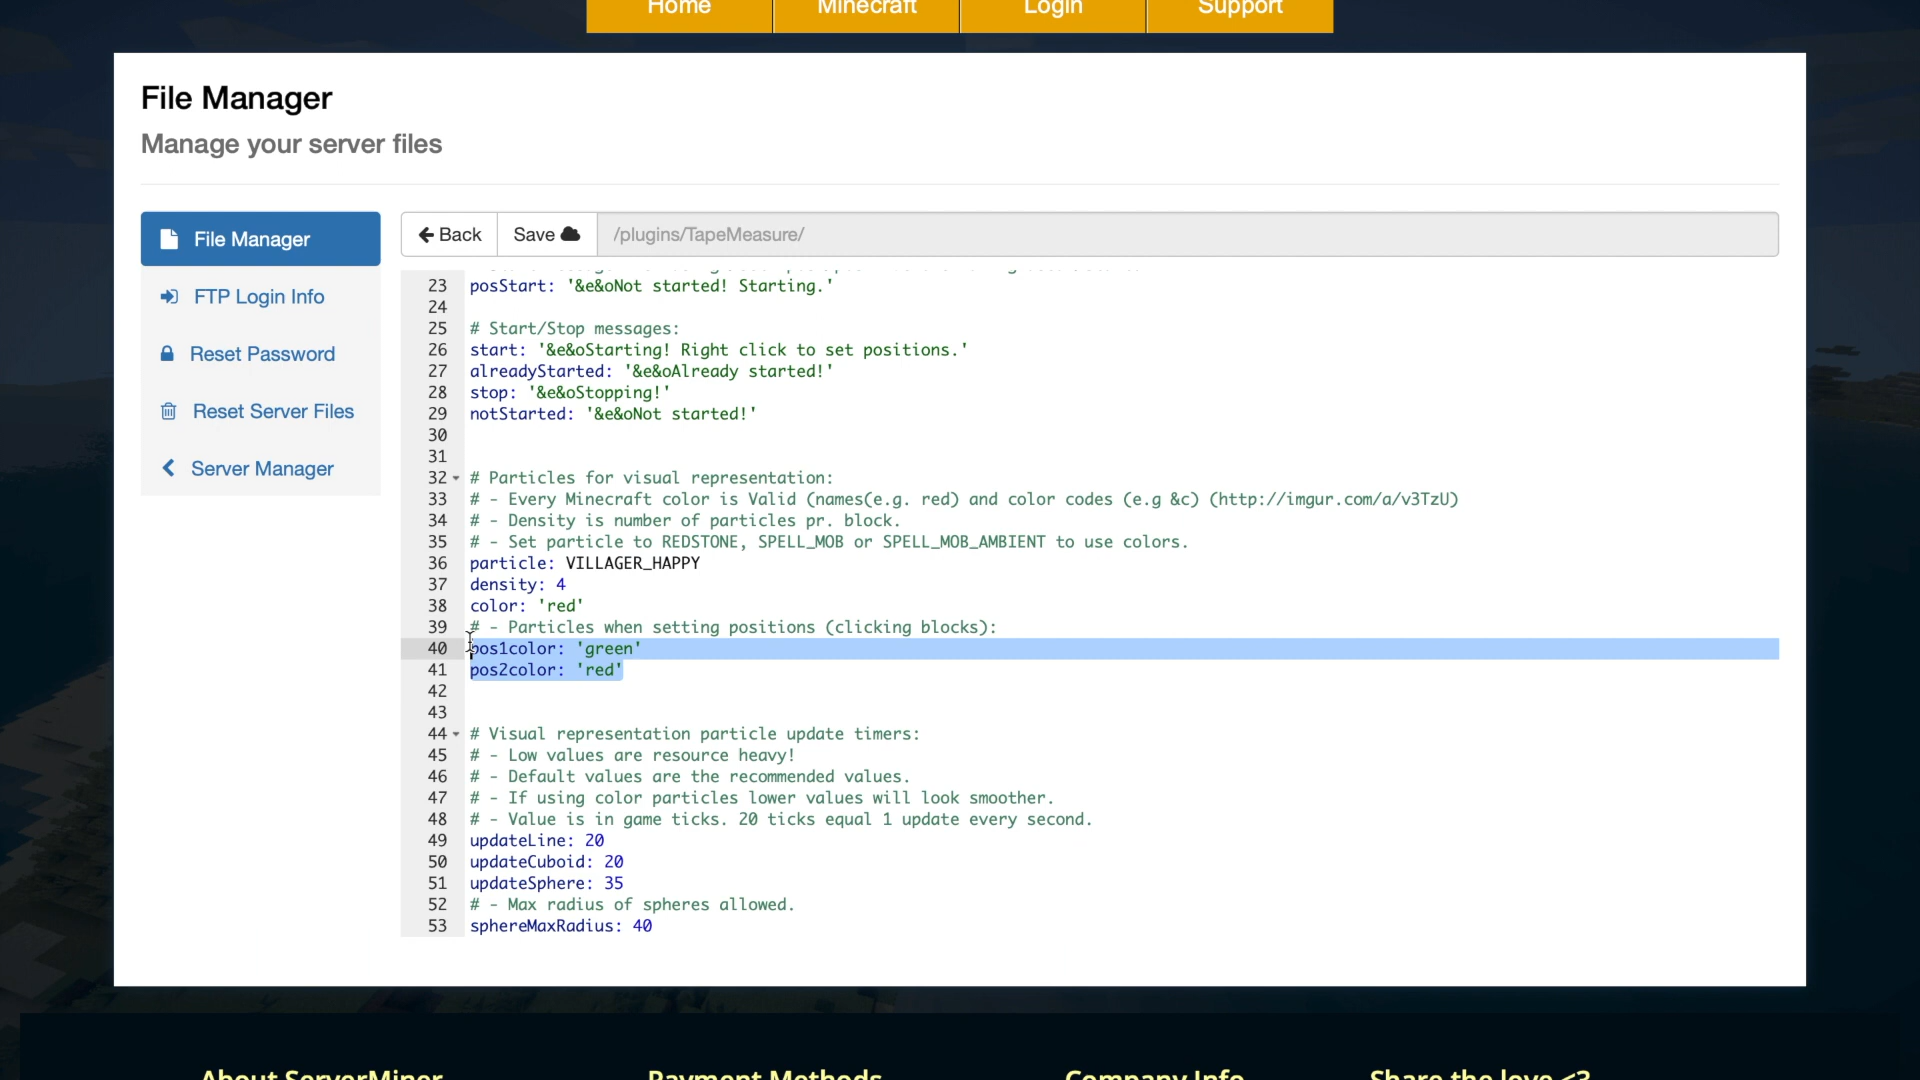 Home
Minecraft
Login
Support
File Manager
Manage your server files
File Manager
FTP Login Info
Reset Password
Reset Server Files
Server Manager
Back
Save
/plugins/TapeMeasure/
23 posStart: '&e&oNot started! Starting.'
24
25 # Start/Stop messages:
26 start: '&e&oStarting! Right click to set positions.'
27 alreadyStarted: '&e&oAlready started!'
28 stop: '&e&oStopping!'
29 notStarted: '&e&oNot started!'
30
31
32 # Particles for visual representation:
33 # - Every Minecraft color is Valid (names(e.g. red) and color codes (e.g &c) (http://imgur.com/a/v3TzU)
34 # - Density is number of particles pr. block.
35 # - Set particle to REDSTONE, SPELL_MOB or SPELL_MOB_AMBIENT to use colors.
36 particle: VILLAGER_HAPPY
37 density: 4
38 color: 'red'
39 # - Particles when setting positions (clicking blocks):
40 pos1color: 'green'
41 pos2color: 'red'
42
43
44 # Visual representation particle update timers:
45 # - Low values are resource heavy!
46 # - Default values are the recommended values.
47 # - If using color particles lower values will look smoother.
48 # - Value is in game ticks. 20 ticks equal 1 update every second.
49 updateLine: 20
50 updateCuboid: 20
51 updateSphere: 35
52 # - Max radius of spheres allowed.
53 sphereMaxRadius: 40
About ServerMiner
Payment Methods
Company Info
Share the love <3